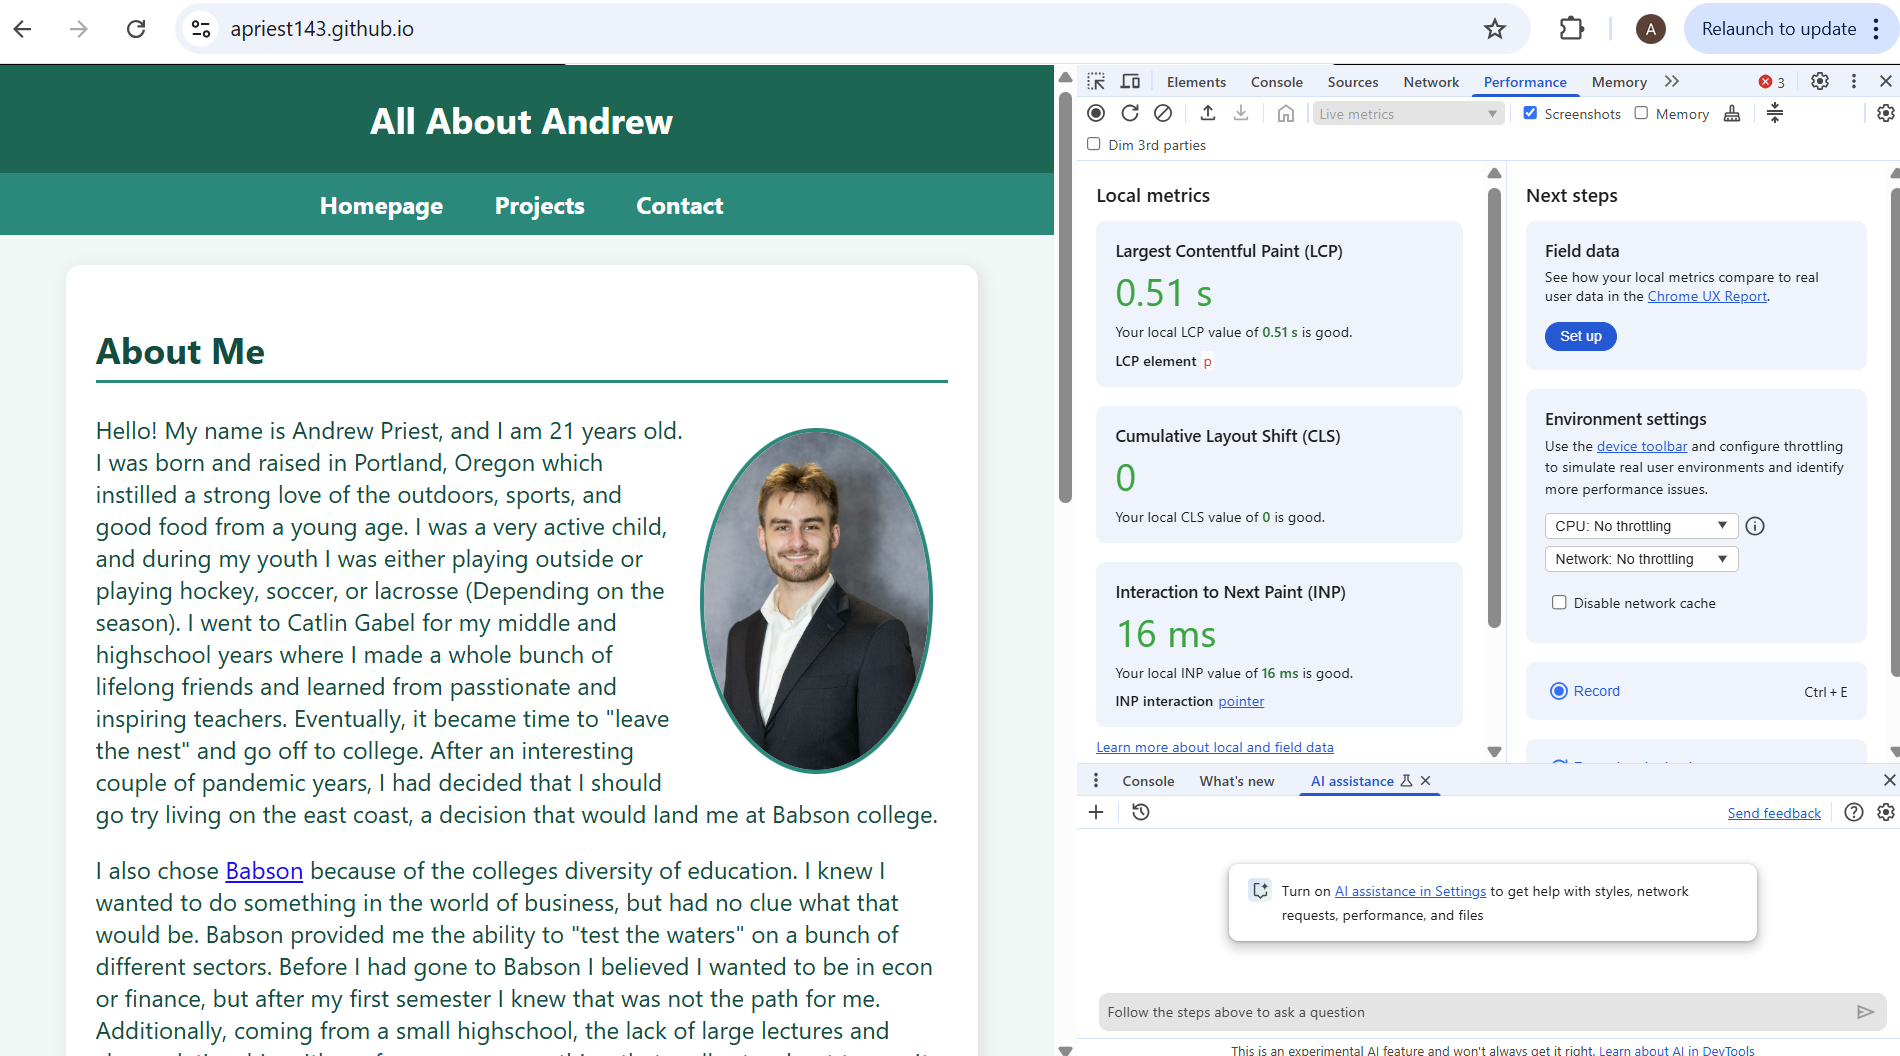 apriest143.github.io
A
Relaunch to update
All About Andrew
Homepage
Projects
Contact
About Me
Hello! My name is Andrew Priest, and I am 21 years old.
I was born and raised in Portland, Oregon which
instilled a strong love of the outdoors, sports, and
good food from a young age. I was a very active child,
and during my youth I was either playing outside or
playing hockey, soccer, or lacrosse (Depending on the
season). I went to Catlin Gabel for my middle and
highschool years where I made a whole bunch of
lifelong friends and learned from passtionate and
inspiring teachers. Eventually, it became time to "leave
the nest" and go off to college. After an interesting
couple of pandemic years, I had decided that I should
go try living on the east coast, a decision that would land me at Babson college.
I also chose Babson because of the colleges diversity of education. I knew I
wanted to do something in the world of business, but had no clue what that
would be. Babson provided me the ability to "test the waters" on a bunch of
different sectors. Before I had gone to Babson I believed I wanted to be in econ
or finance, but after my first semester I knew that was not the path for me.
Additionally, coming from a small highschool, the lack of large lectures and
Elements
Console
Sources
Network
Performance
Memory
3
Live metrics
Screenshots
Memory
Dim 3rd parties
Local metrics
Largest Contentful Paint (LCP)
0.51 s
Your local LCP value of 0.51 s is good.
LCP element p
Cumulative Layout Shift (CLS)
0
Your local CLS value of 0 is good.
Interaction to Next Paint (INP)
16 ms
Your local INP value of 16 ms is good.
INP interaction pointer
Learn more about local and field data
Next steps
Field data
See how your local metrics compare to real
user data in the Chrome UX Report.
Set up
Environment settings
Use the device toolbar and configure throttling
to simulate real user environments and identify
more performance issues.
CPU: No throttling
Network: No throttling
Disable network cache
Record
Ctrl + E
Console
What's new
AI assistance
Send feedback
Turn on AI assistance in Settings to get help with styles, network
requests, performance, and files
Follow the steps above to ask a question
This is an experimental AI feature and won't always get it right. Learn about AI in DevTools